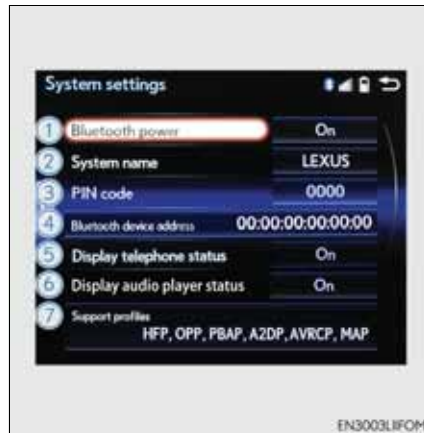 System settings
1 Bluetooth power On
2 System name LEXUS
3 PIN code 0000
4 Bluetooth device address 00:00:00:00:00:00
5 Display telephone status On
6 Display audio player status On
7 Support profiles
HFP, OPP, PBAP, A2DP, AVRCP, MAP
EN3003LIIFOM